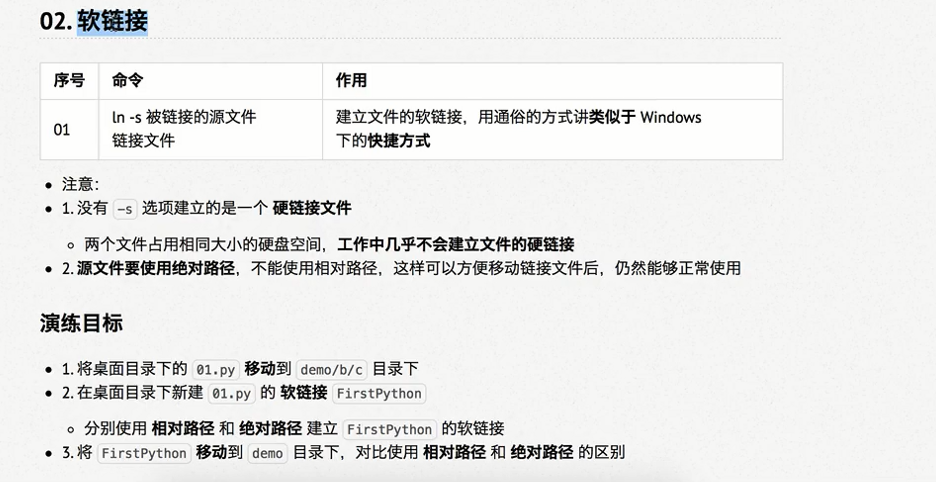 02. 软链接
序号 命令 作用
01 ln -s 被链接的源文件 链接文件 建立文件的软链接，用通俗的方式讲类似于 Windows 下的快捷方式
注意：
1. 没有 -s 选项建立的是一个 硬链接文件
两个文件占用相同大小的硬盘空间，工作中几乎不会建立文件的硬链接
2. 源文件要使用绝对路径，不能使用相对路径，这样可以方便移动链接文件后，仍然能够正常使用
演练目标
1. 将桌面目录下的 01.py 移动到 demo/b/c 目录下
2. 在桌面目录下新建 01.py 的 软链接 FirstPython
分别使用 相对路径 和 绝对路径 建立 FirstPython 的软链接
3. 将 FirstPython 移动到 demo 目录下，对比使用 相对路径 和 绝对路径 的区别